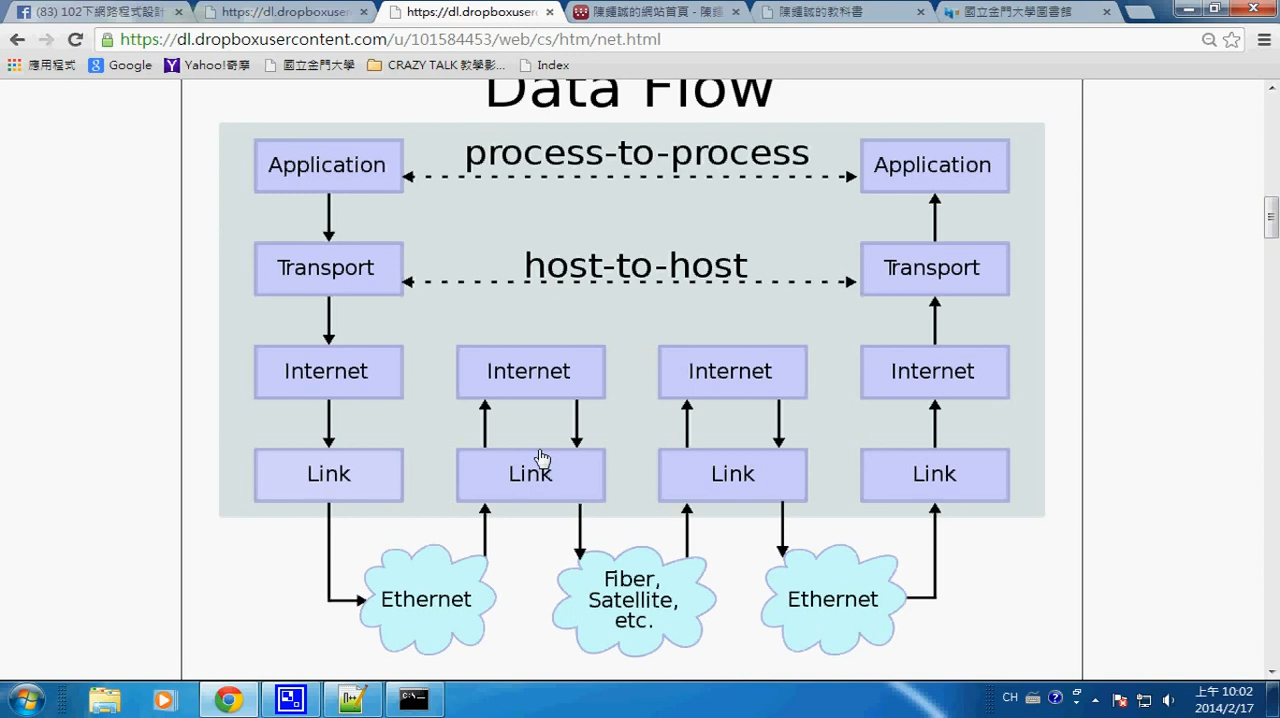 (83) 102下網路程式設計
https://dl.dropboxuser
https://dl.dropboxuser
陳鍾誠的網站首頁 - 陳鍾
陳鍾誠的教科書
國立金門大學圖書館
https://dl.dropboxusercontent.com/u/101584453/web/cs/htm/net.html
應用程式
Google
Yahoo!奇摩
國立金門大學
CRAZY TALK 教學影...
Index
Data Flow
Application
process-to-process
Application
Transport
host-to-host
Transport
Internet
Internet
Internet
Internet
Link
Link
Link
Link
Ethernet
Fiber,
Satellite,
etc.
Ethernet
CH
上午 10:02
2014/2/17